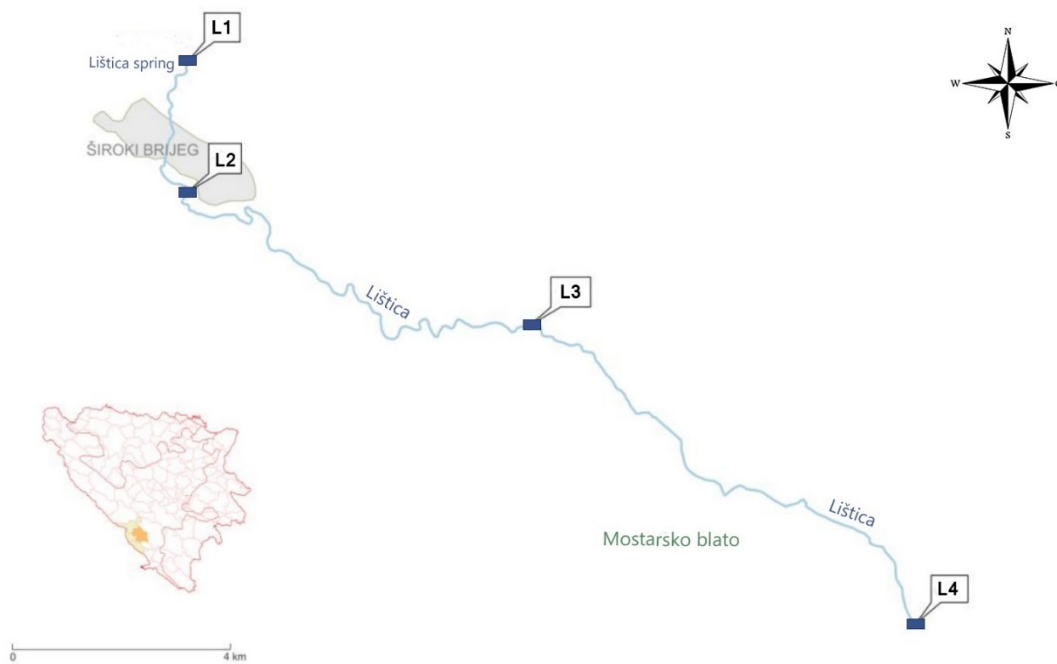 L1
Lištica spring
N
W
S
ŠIROKI BRIJEG
L2
Lištica
L3
Lištica
Mostarsko blato
L4
0
4 km